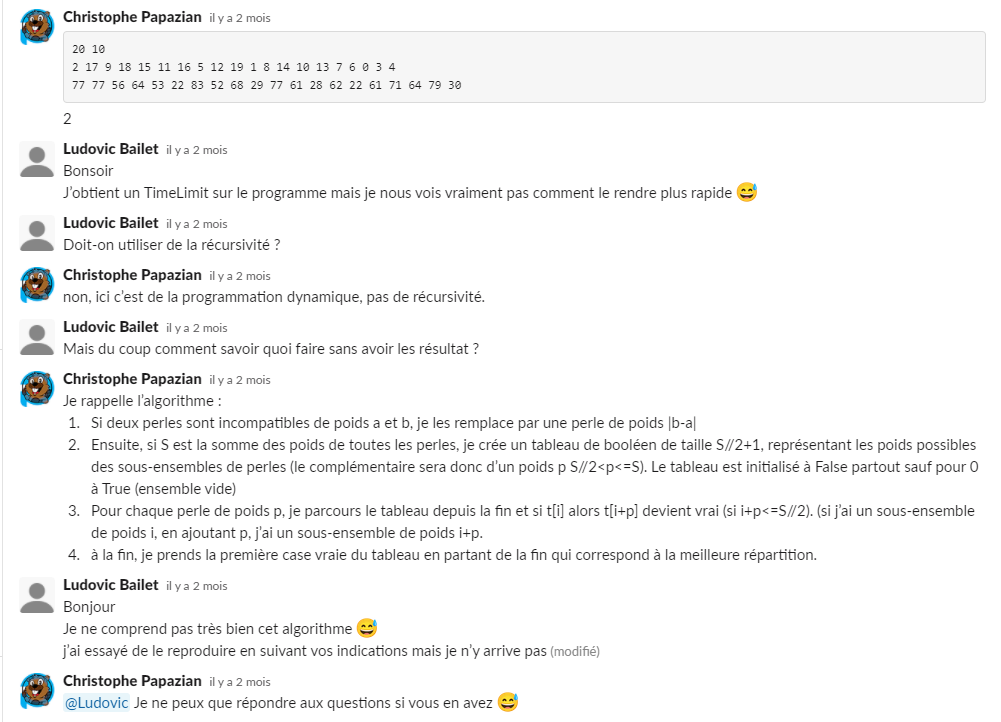 Christophe Papazian il y a 2 mois
20 10
2 17 9 18 15 11 16 5 12 19 1 8 14 10 13 7 6 0 3 4
77 77 56 64 53 22 83 52 68 29 77 61 28 62 22 61 71 64 79 30
2
Ludovic Bailet il y a 2 mois
Bonsoir
J’obtient un TimeLimit sur le programme mais je nous vois vraiment pas comment le rendre plus rapide 😅
Ludovic Bailet il y a 2 mois
Doit-on utiliser de la récursivité ?
Christophe Papazian il y a 2 mois
non, ici c’est de la programmation dynamique, pas de récursivité.
Ludovic Bailet il y a 2 mois
Mais du coup comment savoir quoi faire sans avoir les résultat ?
Christophe Papazian il y a 2 mois
Je rappelle l’algorithme :
1. Si deux perles sont incompatibles de poids a et b, je les remplace par une perle de poids |b-a|
2. Ensuite, si S est la somme des poids de toutes les perles, je crée un tableau de booléen de taille S//2+1, représentant les poids possibles
des sous-ensembles de perles (le complémentaire sera donc d’un poids p S//2<p<=S). Le tableau est initialisé à False partout sauf pour 0
à True (ensemble vide)
3. Pour chaque perle de poids p, je parcours le tableau depuis la fin et si t[i] alors t[i+p] devient vrai (si i+p<=S//2). (si j’ai un sous-ensemble
de poids i, en ajoutant p, j’ai un sous-ensemble de poids i+p.
4. à la fin, je prends la première case vraie du tableau en partant de la fin qui correspond à la meilleure répartition.
Ludovic Bailet il y a 2 mois
Bonjour
Je ne comprend pas très bien cet algorithme 😅
j’ai essayé de le reproduire en suivant vos indications mais je n’y arrive pas (modifié)
Christophe Papazian il y a 2 mois
@Ludovic Je ne peux que répondre aux questions si vous en avez 😅